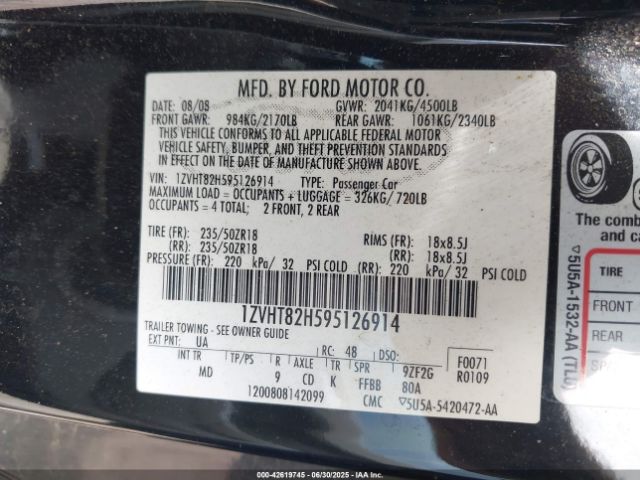 MFD. BY FORD MOTOR CO.
DATE: 08/08 GVWR: 2041KG/4500LB
FRONT GAWR: 984KG/2170LB REAR GAWR: 1061KG/2340LB
THIS VEHICLE CONFORMS TO ALL APPLICABLE FEDERAL MOTOR
VEHICLE SAFETY, BUMPER, AND THEFT PREVENTION STANDARDS
IN EFFECT ON THE DATE OF MANUFACTURE SHOWN ABOVE.
VIN: 1ZVHT82H595126914 TYPE: Passenger Car
MAXIMUM LOAD = OCCUPANTS + LUGGAGE = 326KG/720LB
OCCUPANTS = 4 TOTAL; 2 FRONT, 2 REAR
TIRE (FR): 235/50ZR18 RIMS (FR): 18x8.5J
(RR): 235/50ZR18 (RR): 18x8.5J
PRESSURE (FR): 220 kPa/ 32 PSI COLD (RR): 220 kPa/ 32 PSI COLD
1ZVHT82H595126914
TRAILER TOWING - SEE OWNER GUIDE
EXT PNT: UA RC: 48 DSO:
INT TR TP/PS R AXLE TR SPR 9ZF2G F0071
MD 9 CD K FFBB 80A R0109
1200808142099 CMC ▽5U5A-5420472-AA
The comb
and ca
TIRE
FRONT
REAR
SPA
▽5U5A-1532-AA (TLU)
000-42619745 - 06/30/2025 - IAA Inc.